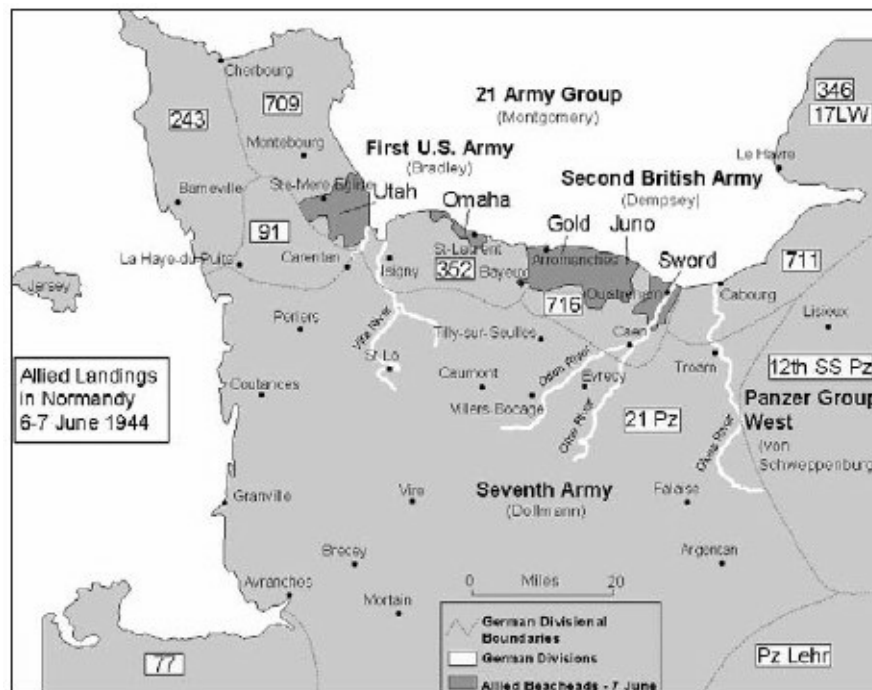 Cherbourg
243
709
Montebourg
21 Army Group
(Montgomery)
346
17LW
First U.S. Army
(Bradley)
Le Havre
Ste-Mere-Eglise
Utah
Barneville
Omaha
Second British Army
(Dempsey)
Gold
Juno
91
La Haye-du-Puits
Carentan
Isigny
St-Laurent
352
Bayeux
Arromanches
Sword
711
Jersey
716
Ouistreham
Cabourg
Periers
Vire River
Tilly-sur-Seulles
Caen
Lisieux
St-Lo
Odon River
Troarn
12th SS Pz
Allied Landings
in Normandy
6-7 June 1944
Coutances
Caumont
Evrecy
Villers-Bocage
Orne River
21 Pz
Panzer Group
West
(von
Schweppenburg)
Dives River
Granville
Vire
Seventh Army
(Dollmann)
Falaise
Brecey
Argentan
Avranches
Mortain
0 Miles 20
German Divisional
Boundaries
German Divisions
Allied Beacheads - 7 June
77
Pz Lehr